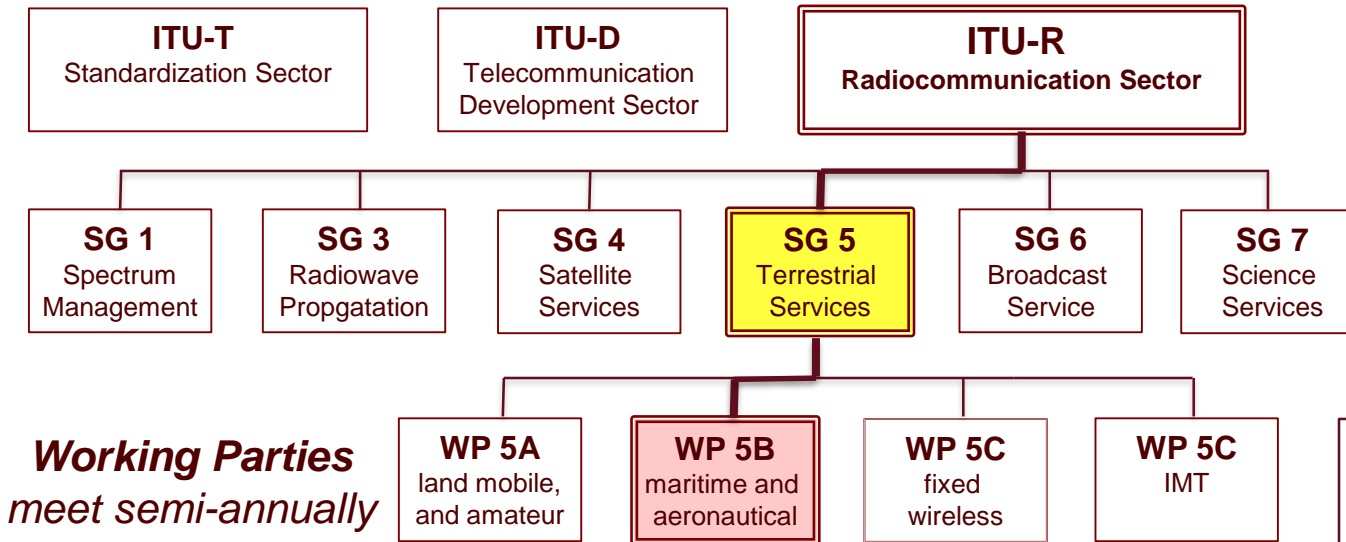 ITU-T
Standardization Sector
ITU-D
Telecommunication
Development Sector
ITU-R
Radiocommunication Sector
SG 1
Spectrum
Management
SG 3
Radiowave
Propgatation
SG 4
Satellite
Services
SG 5
Terrestrial
Services
SG 6
Broadcast
Service
SG 7
Science
Services
Working Parties
meet semi-annually
WP 5A
land mobile,
and amateur
WP 5B
maritime and
aeronautical
WP 5C
fixed
wireless
WP 5C
IMT